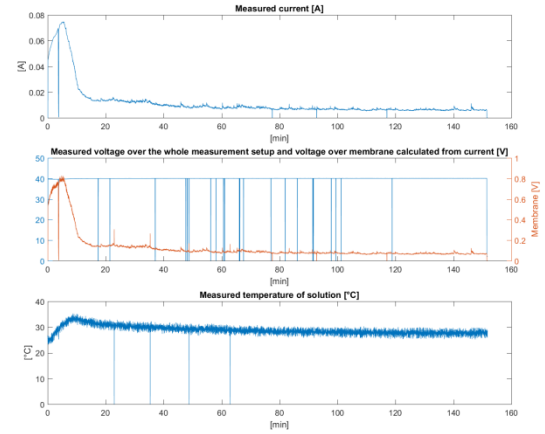 Measured current [A]
0.08
0.06
0.04
0.02
0
[A]
0 20 40 60 80 100 120 140 160
[min]
Measured voltage over the whole measurement setup and voltage over membrane calculated from current [V]
50 1
40 0.8
30 0.6
20 0.4
10 0.2
0 0
Membrane [V]
0 20 40 60 80 100 120 140 160
[min]
Measured temperature of solution [°C]
40
30
20
10
0
[°C]
0 20 40 60 80 100 120 140 160
[min]